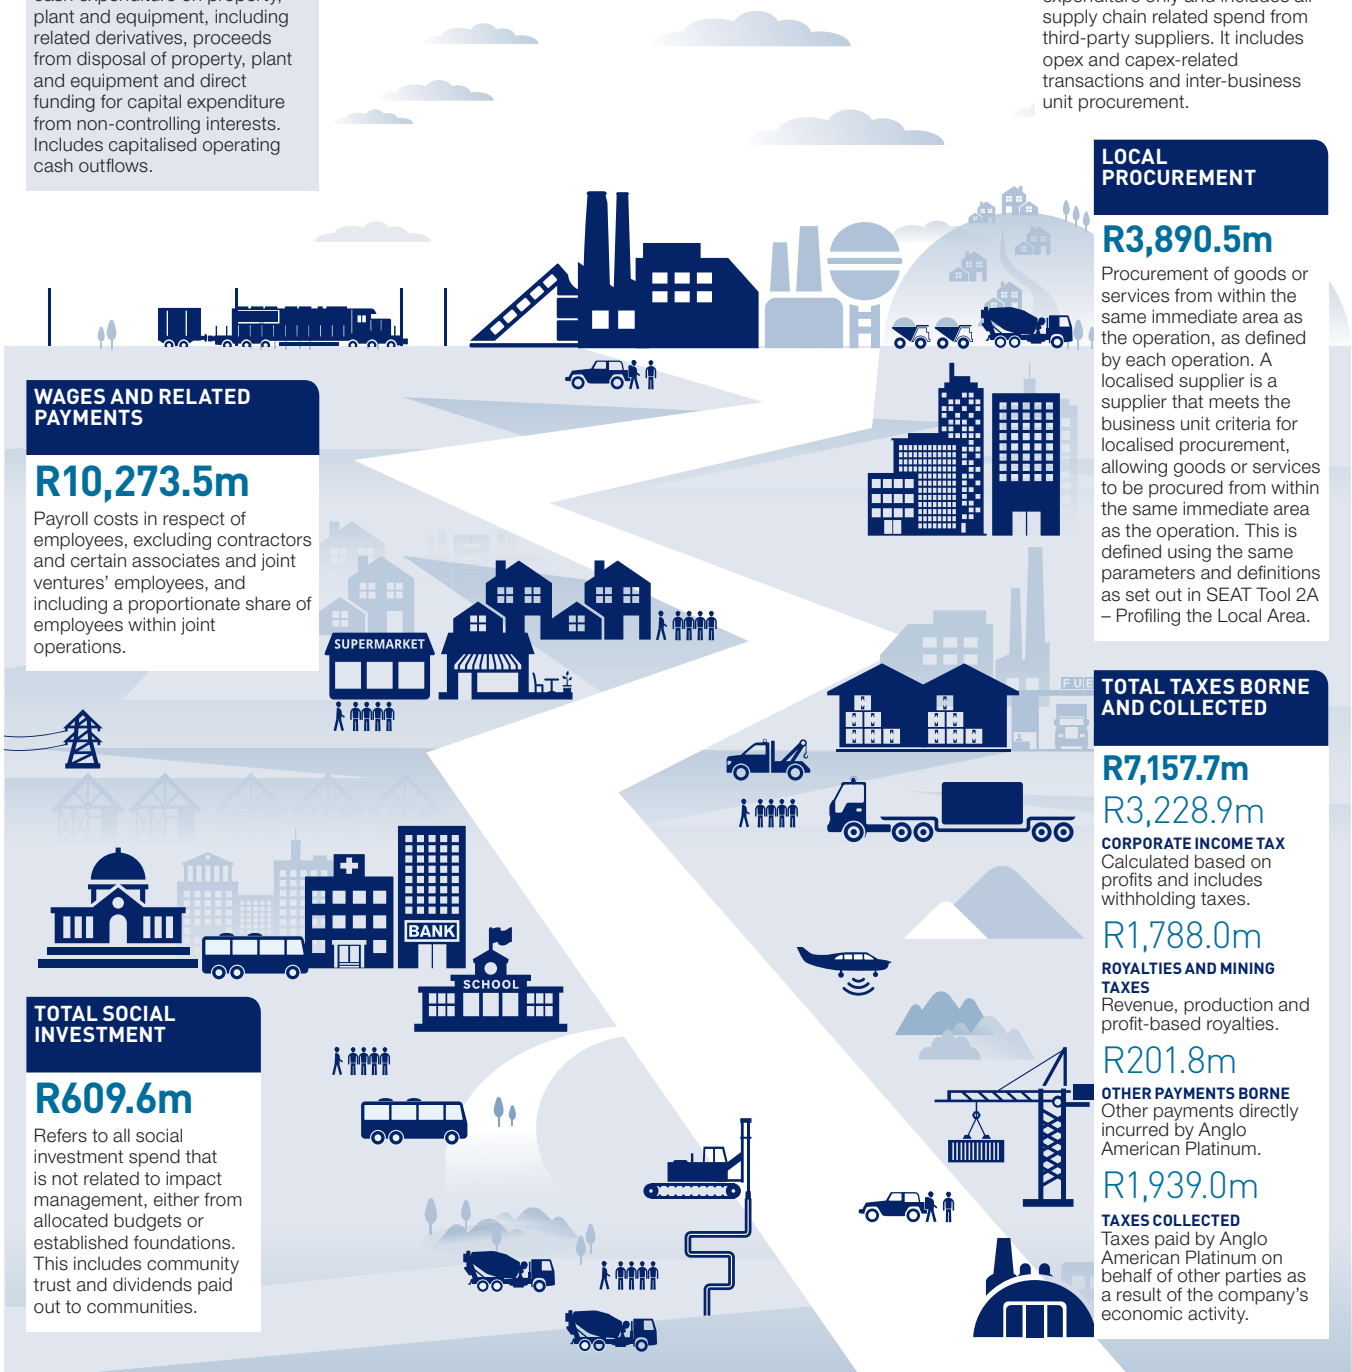 cash expenditure on property,
plant and equipment, including
related derivatives, proceeds
from disposal of property, plant
and equipment and direct
funding for capital expenditure
from non-controlling interests.
Includes capitalised operating
cash outflows.
expenditure only and includes all
supply chain related spend from
third-party suppliers. It includes
opex and capex-related
transactions and inter-business
unit procurement.
LOCAL
PROCUREMENT
R3,890.5m
Procurement of goods or
services from within the
same immediate area as
the operation, as defined
by each operation. A
localised supplier is a
supplier that meets the
business unit criteria for
localised procurement,
allowing goods or services
to be procured from within
the same immediate area
as the operation. This is
defined using the same
parameters and definitions
as set out in SEAT Tool 2A
– Profiling the Local Area.
WAGES AND RELATED
PAYMENTS
R10,273.5m
Payroll costs in respect of
employees, excluding contractors
and certain associates and joint
ventures’ employees, and
including a proportionate share of
employees within joint
operations.
SUPERMARKET
FUE
TOTAL TAXES BORNE
AND COLLECTED
R7,157.7m
R3,228.9m
CORPORATE INCOME TAX
Calculated based on
profits and includes
withholding taxes.
R1,788.0m
ROYALTIES AND MINING
TAXES
Revenue, production and
profit-based royalties.
R201.8m
OTHER PAYMENTS BORNE
Other payments directly
incurred by Anglo
American Platinum.
R1,939.0m
TAXES COLLECTED
Taxes paid by Anglo
American Platinum on
behalf of other parties as
a result of the company’s
economic activity.
BANK
SCHOOL
TOTAL SOCIAL
INVESTMENT
R609.6m
Refers to all social
investment spend that
is not related to impact
management, either from
allocated budgets or
established foundations.
This includes community
trust and dividends paid
out to communities.